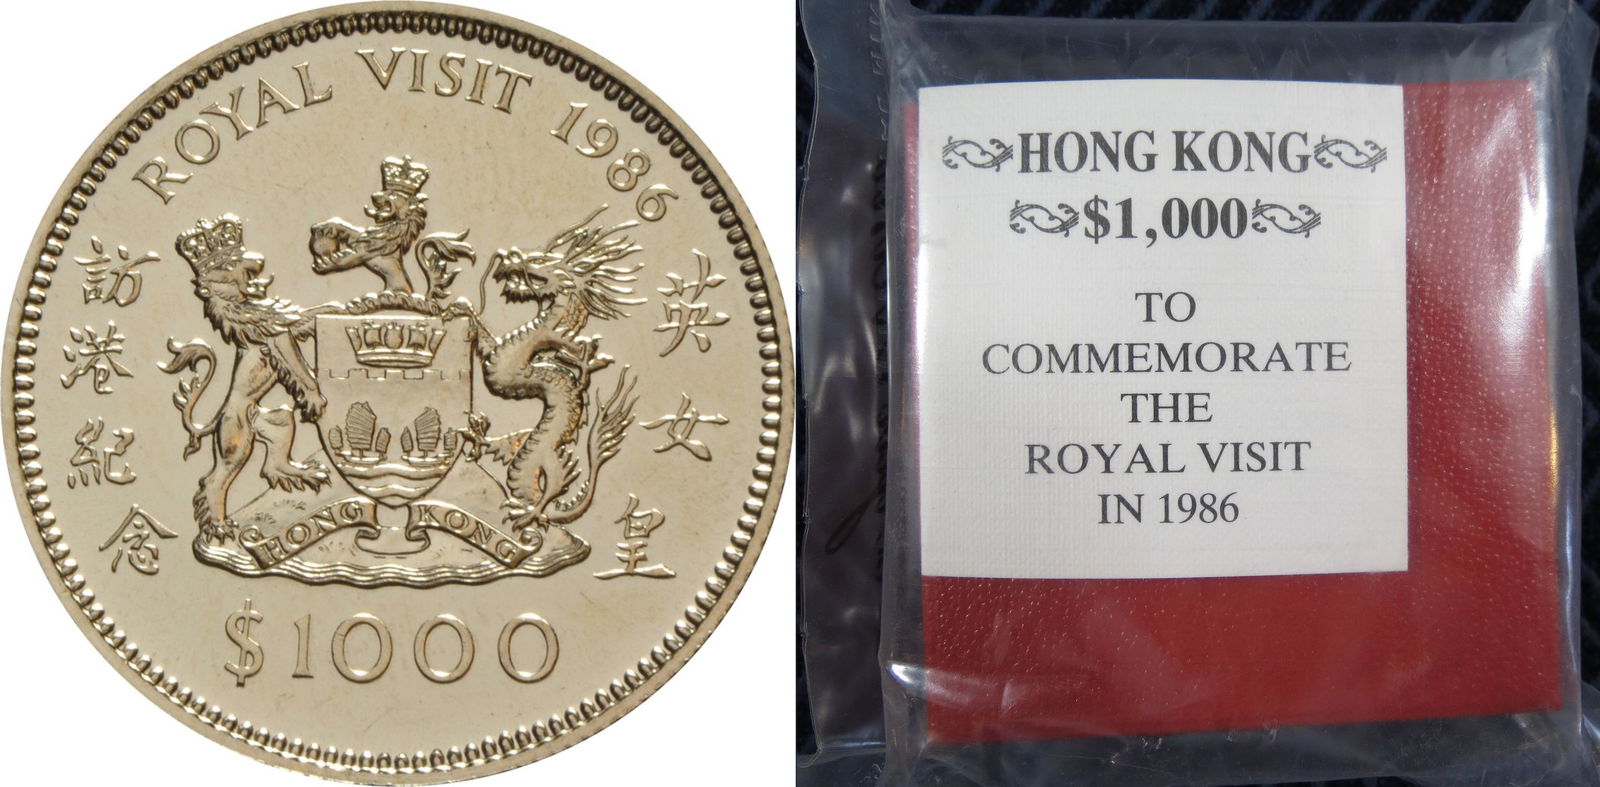 ROYAL VISIT 1986
英女皇
訪港紀念
HONG KONG
$1000
HONG KONG
$1,000
TO
COMMEMORATE
THE
ROYAL VISIT
IN 1986